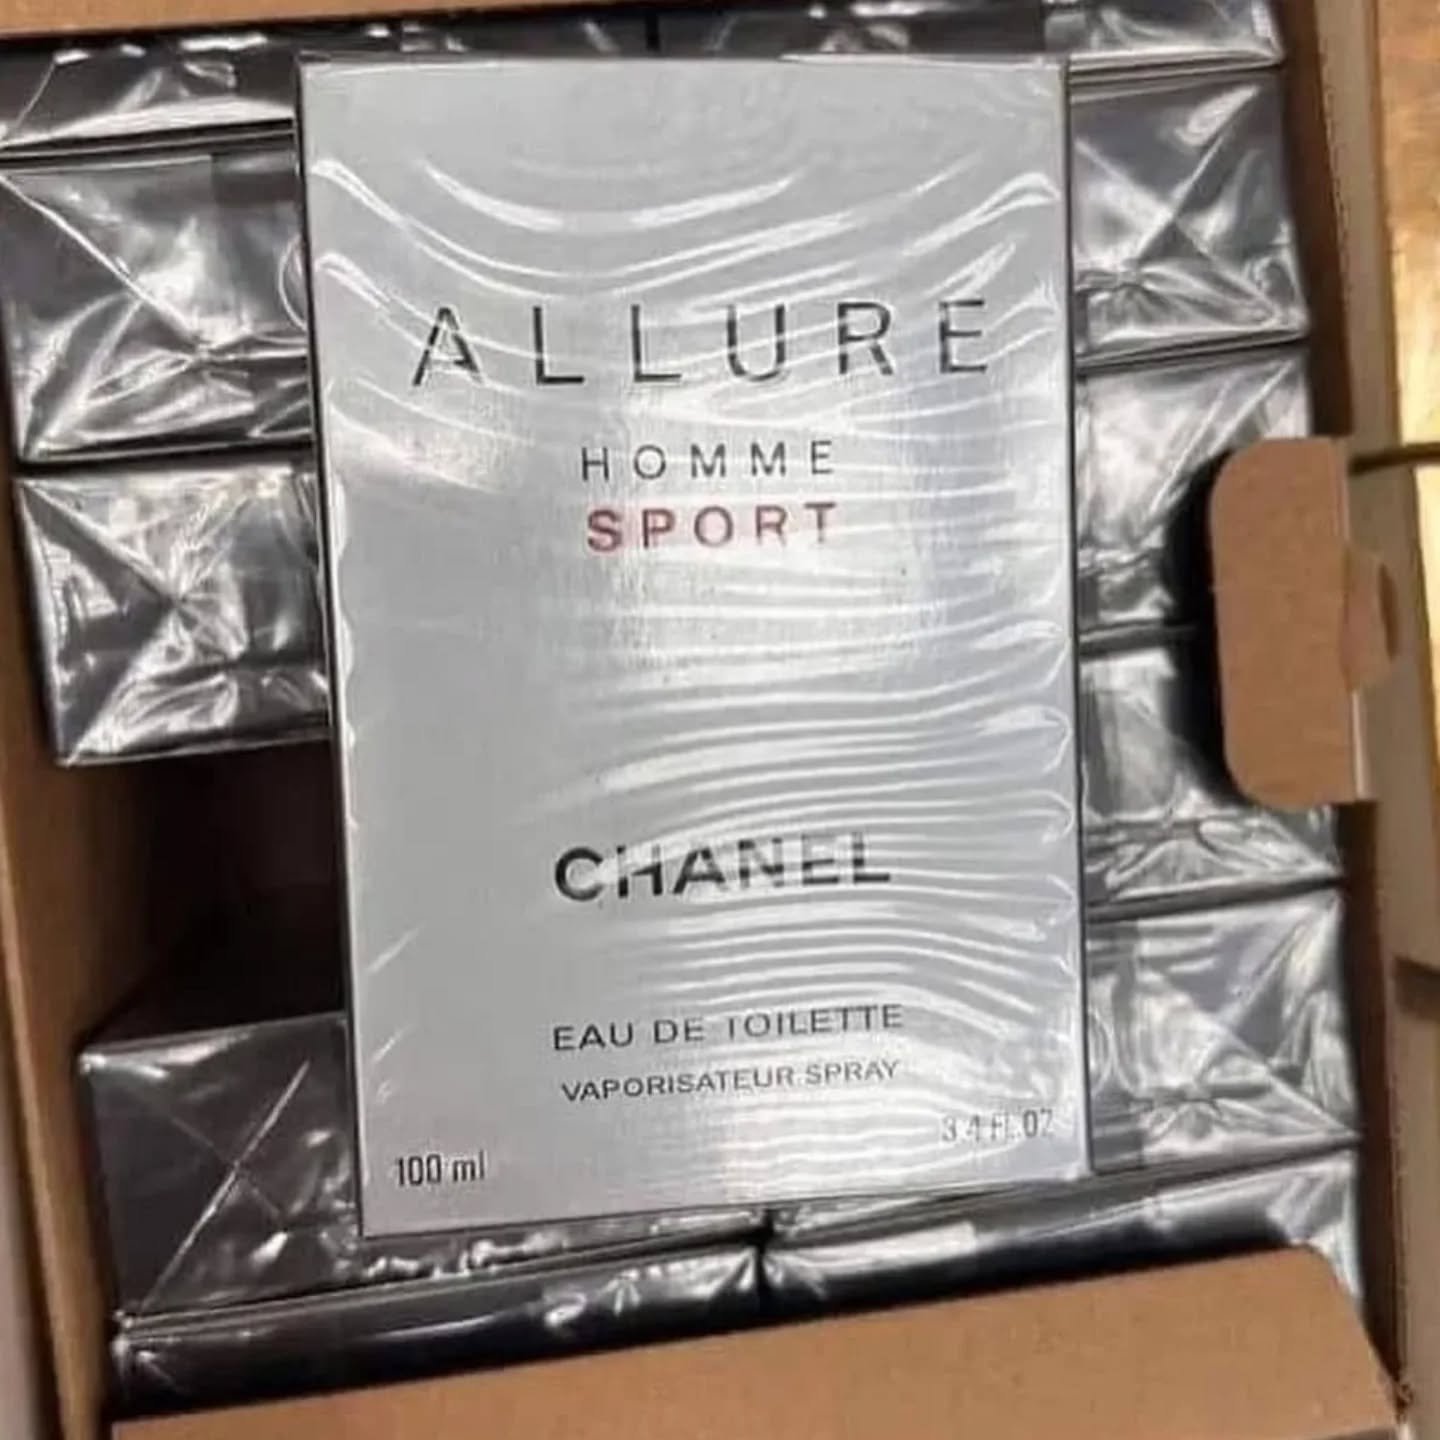 ALLURE
HOMME
SPORT
CHANEL
EAU DE TOILETTE
VAPORISATEUR SPRAY
3.4 fl.oz
100 ml